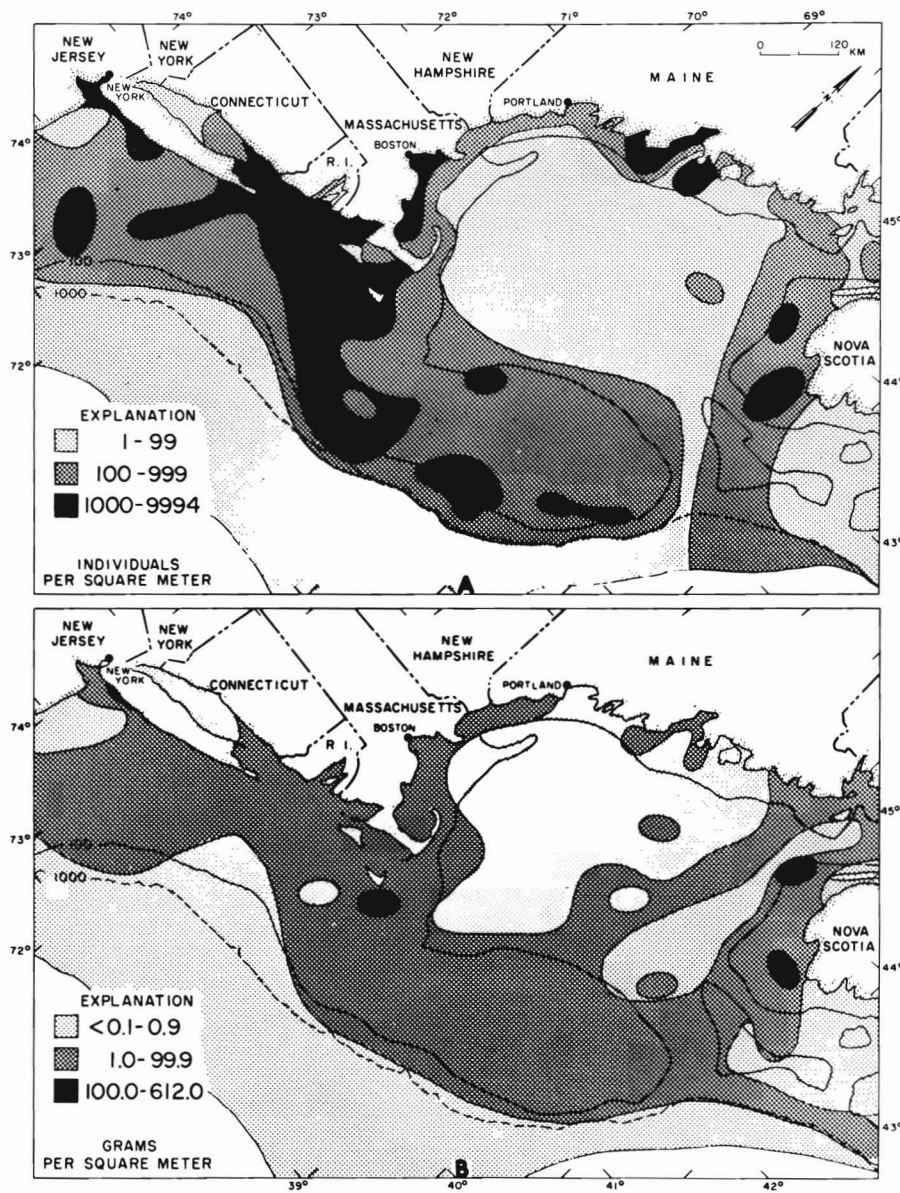 74° 73° 72° 71° 70° 69°
NEW JERSEY
NEW YORK
NEW YORK
CONNECTICUT
R. I.
MASSACHUSETTS
BOSTON
NEW HAMPSHIRE
PORTLAND
MAINE
0 120 KM
NOVA SCOTIA
74°
73°
72°
45°
44°
43°
100
1000
EXPLANATION
1-99
100-999
1000-9994
INDIVIDUALS
PER SQUARE METER
A
NEW JERSEY
NEW YORK
NEW YORK
CONNECTICUT
R. I.
MASSACHUSETTS
BOSTON
NEW HAMPSHIRE
PORTLAND
MAINE
NOVA SCOTIA
74°
73°
72°
45°
44°
43°
100
1000
EXPLANATION
<0.1-0.9
1.0-99.9
100.0-612.0
GRAMS
PER SQUARE METER
B
39° 40° 41° 42°